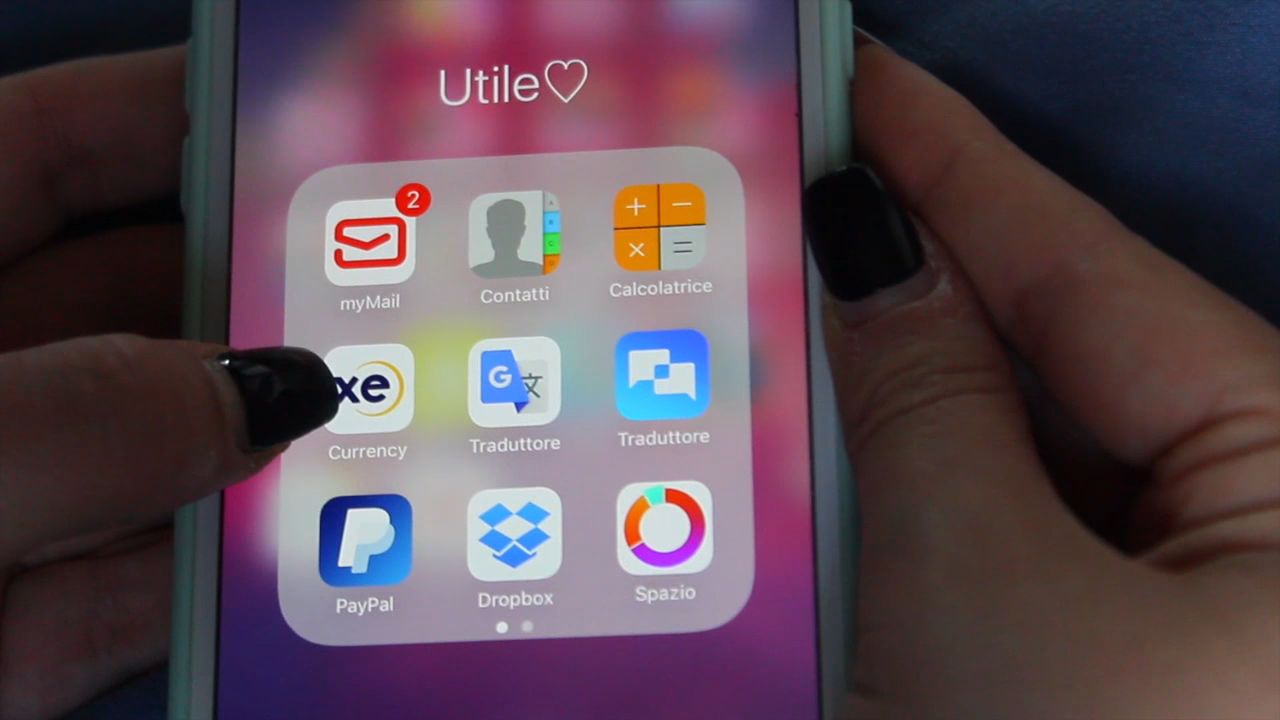 Utile♡
2
myMail
Contatti
Calcolatrice
A
B
C
+ −
× =
xe
G 文
Currency
Traduttore
Traduttore
P
PayPal
Dropbox
Spazio